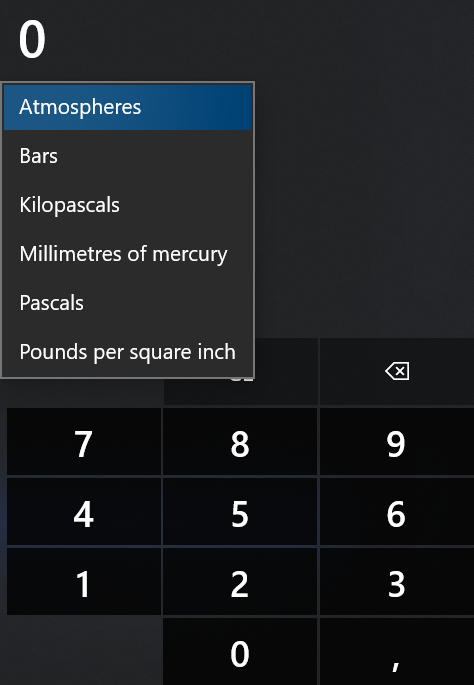 0
Atmospheres
Bars
Kilopascals
Millimetres of mercury
Pascals
Pounds per square inch
7 8 9
4 5 6
1 2 3
0 ,